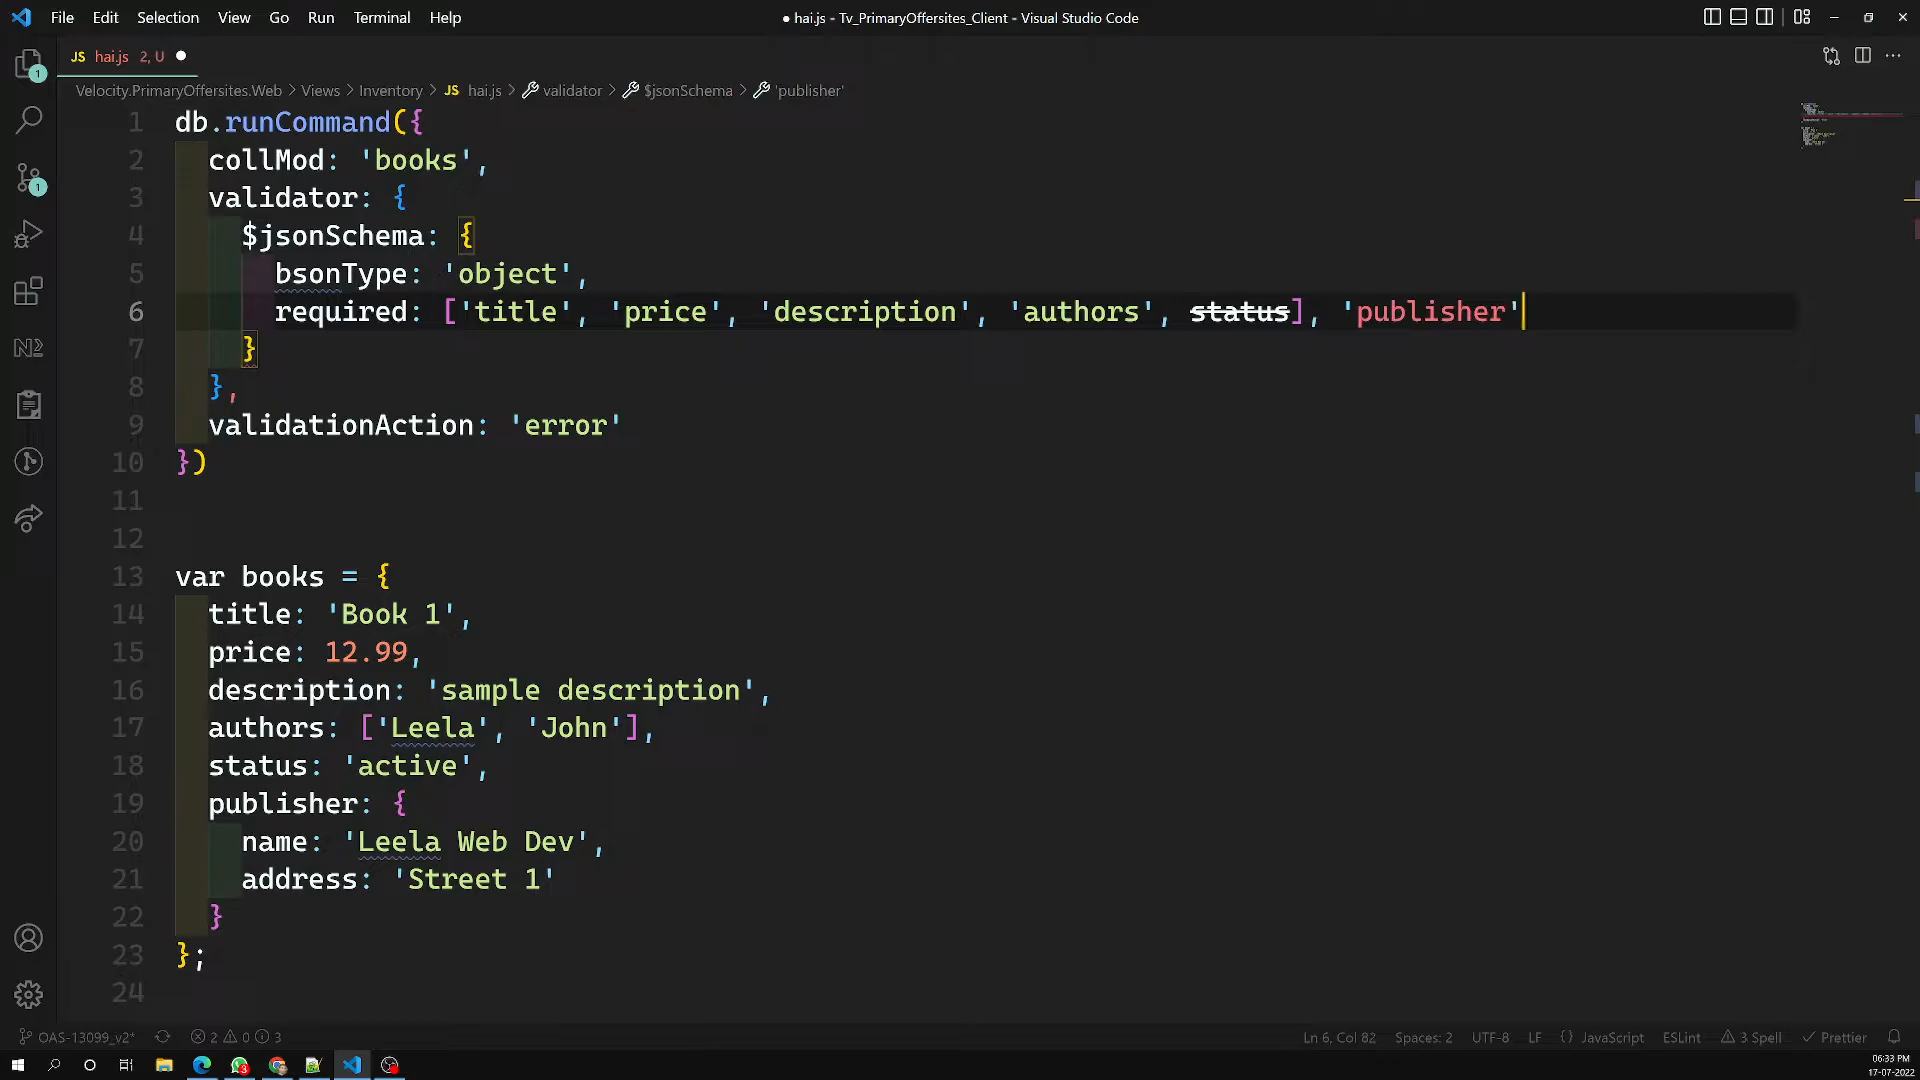 File Edit Selection View Go Run Terminal Help
● hai.js - Tv_PrimaryOffersites_Client - Visual Studio Code
JS hai.js 2, U ●
Velocity.PrimaryOffersites.Web > Views > Inventory > JS hai.js > validator > $jsonSchema > 'publisher'
1 db.runCommand({
2 collMod: 'books',
3 validator: {
4 $jsonSchema: {
5 bsonType: 'object',
6 required: ['title', 'price', 'description', 'authors', status], 'publisher'
7 }
8 },
9 validationAction: 'error'
10 })
11
12
13 var books = {
14 title: 'Book 1',
15 price: 12.99,
16 description: 'sample description',
17 authors: ['Leela', 'John'],
18 status: 'active',
19 publisher: {
20 name: 'Leela Web Dev',
21 address: 'Street 1'
22 }
23 };
24
1
1
N2
OAS-13099_v2* 2 0 3
Ln 6, Col 82 Spaces: 2 UTF-8 LF {} JavaScript ESLint 3 Spell Prettier
3
06:33 PM
17-07-2022